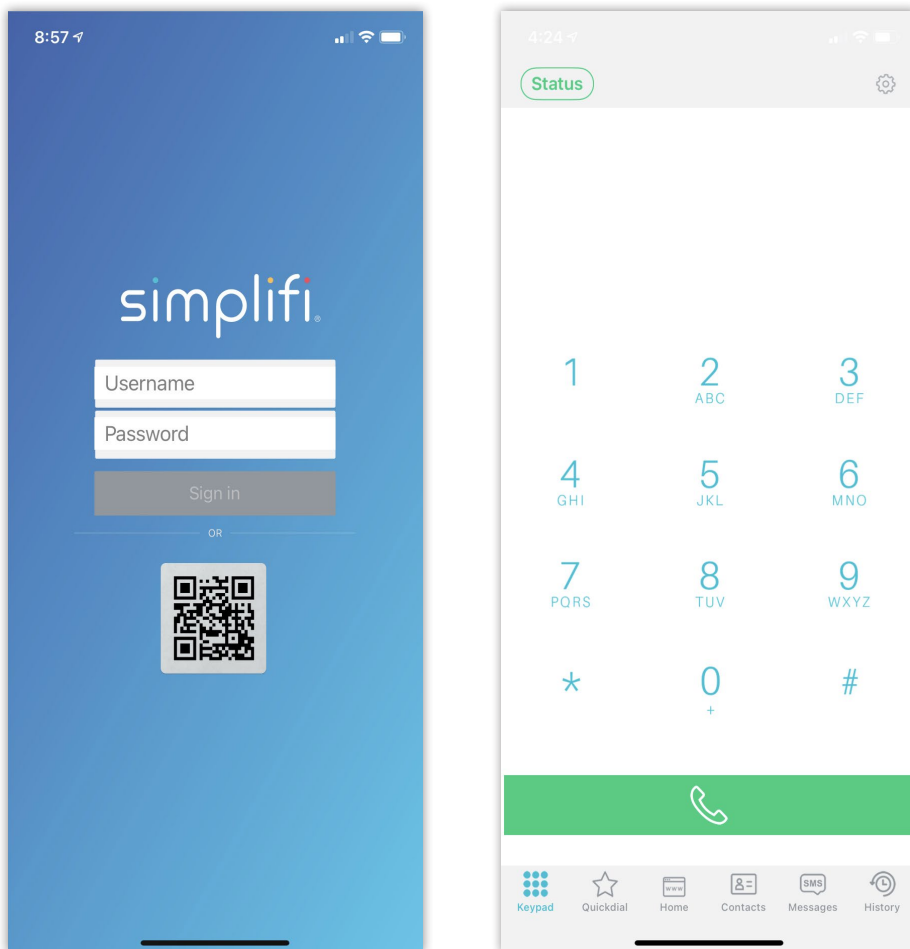 8:57
simplifi®
Username
Password
Sign in
OR
4:24
Status
1
2
3
ABC
DEF
4
5
6
GHI
JKL
MNO
7
8
9
PQRS
TUV
WXYZ
*
0
#
+
www
SMS
Keypad
Quickdial
Home
Contacts
Messages
History